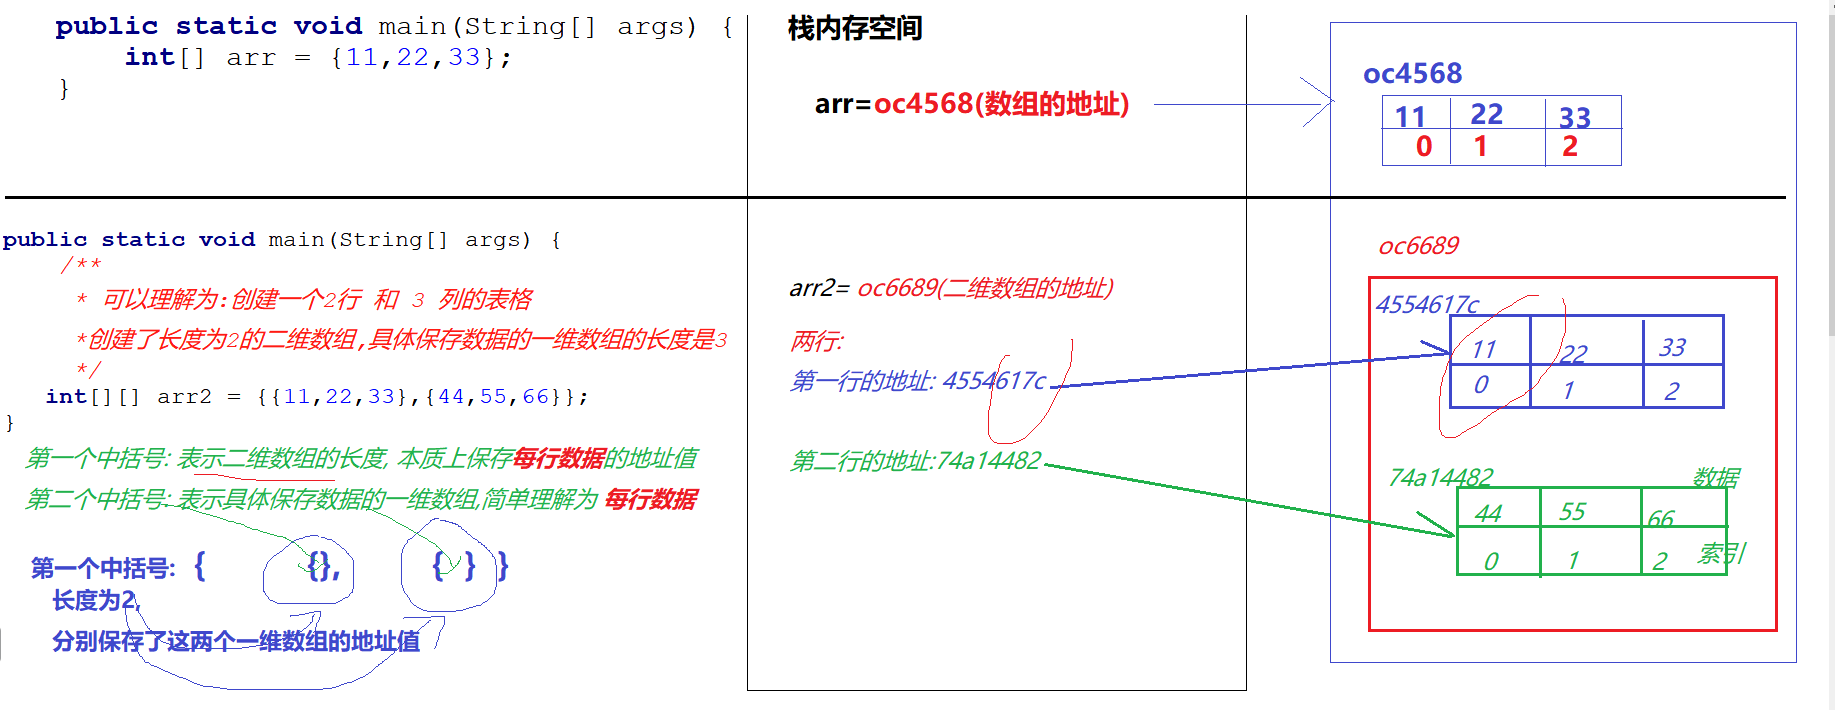 public static void main(String[] args) {
int[] arr = {11,22,33};
}
栈内存空间
arr=oc4568(数组的地址)
oc4568
11 22 33
0 1 2
public static void main(String[] args) {
/**
* 可以理解为:创建一个2行 和 3 列的表格
*创建了长度为2的二维数组,具体保存数据的一维数组的长度是3
*/
int[][] arr2 = {{11,22,33},{44,55,66}};
}
第一个中括号: 表示二维数组的长度, 本质上保存每行数据的地址值
第二个中括号: 表示具体保存数据的一维数组,简单理解为 每行数据
第一个中括号: { {}, { } }
长度为2,
分别保存了这两个一维数组的地址值
arr2= oc6689(二维数组的地址)
两行:
第一行的地址: 4554617c
第二行的地址:74a14482
oc6689
4554617c
11 22 33
0 1 2
74a14482 数据
44 55 66
0 1 2 索引